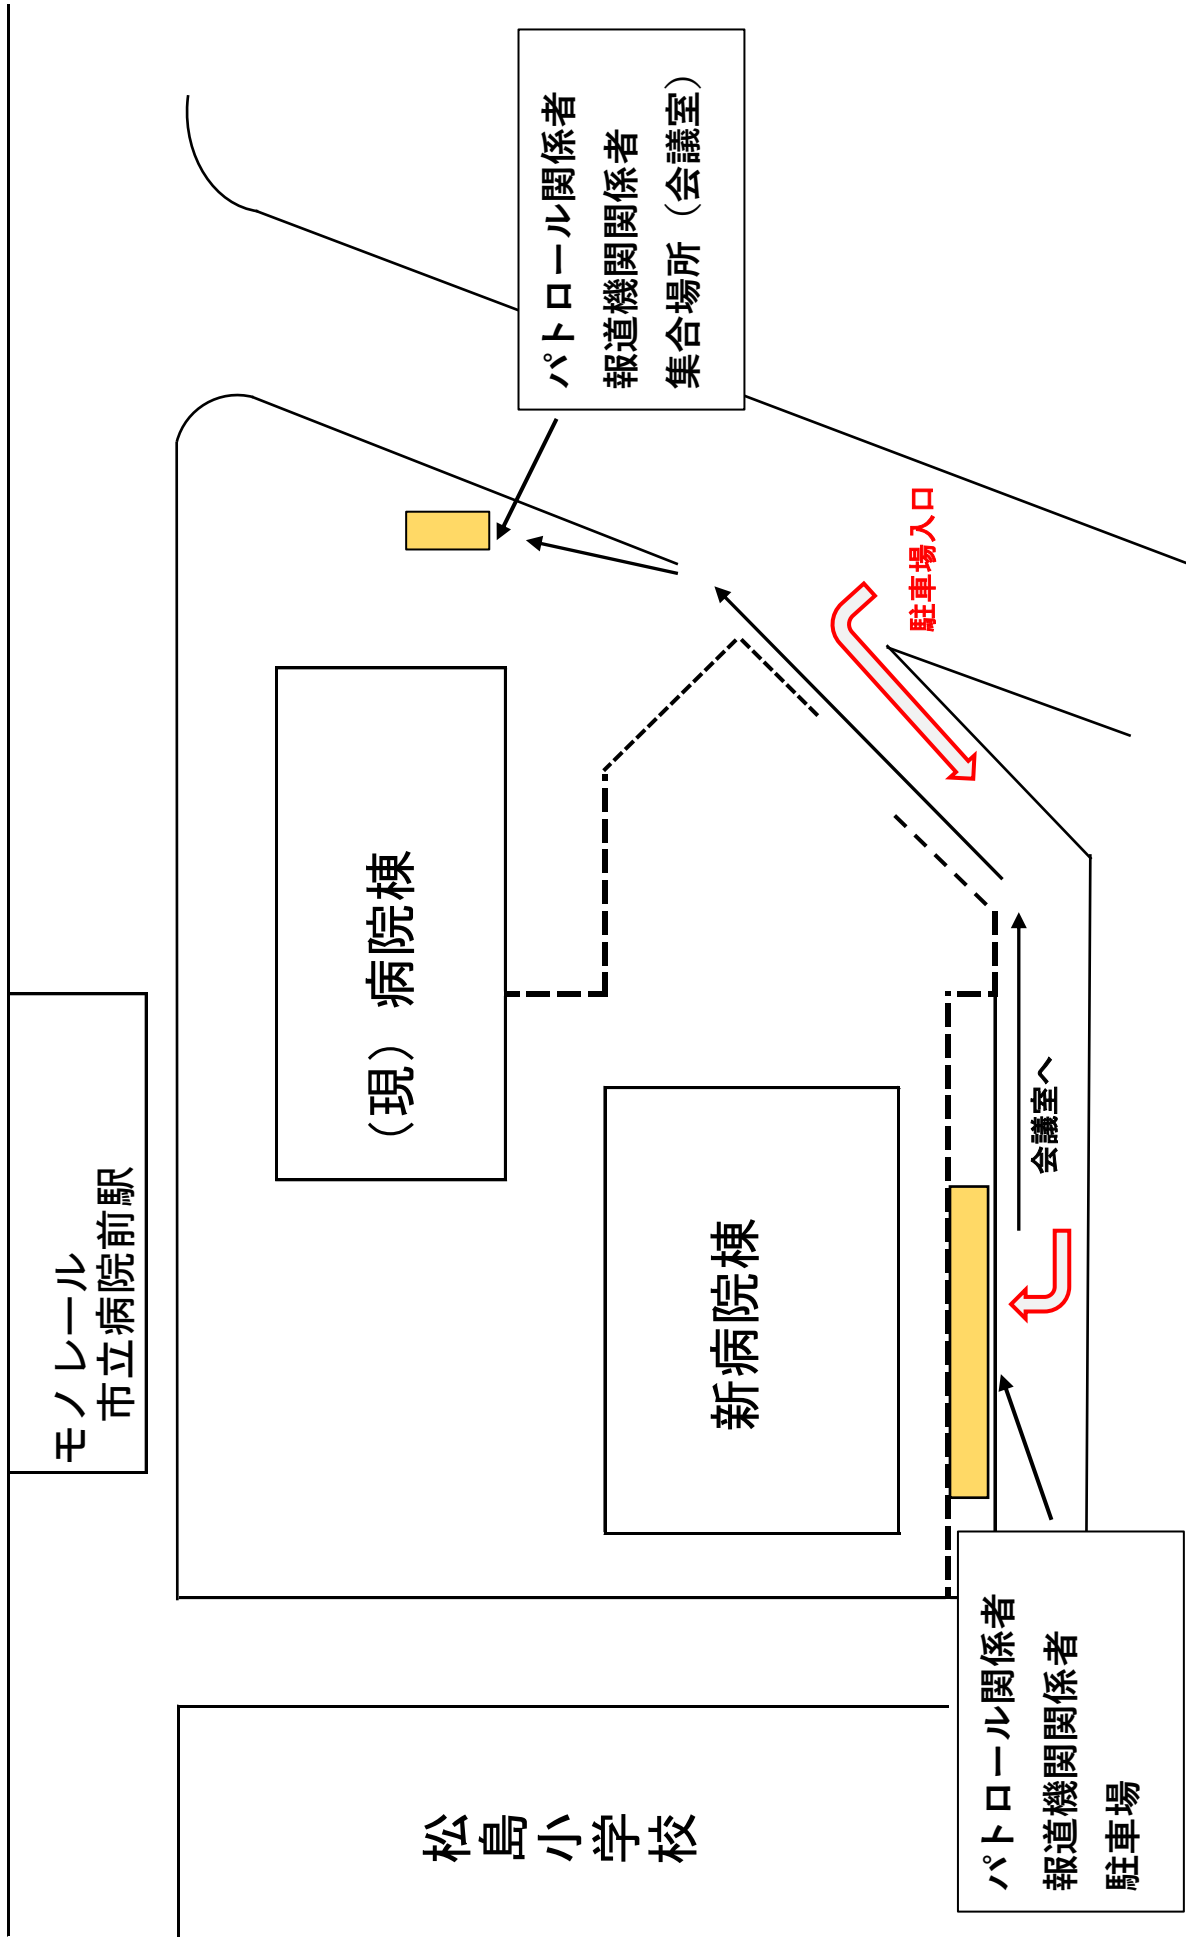 モノレール
市立病院前駅
（現）病院棟
新病院棟
松島小学校
パトロール関係者
報道機関関係者
集合場所（会議室）
駐車場入口
会議室へ
パトロール関係者
報道機関関係者
駐車場